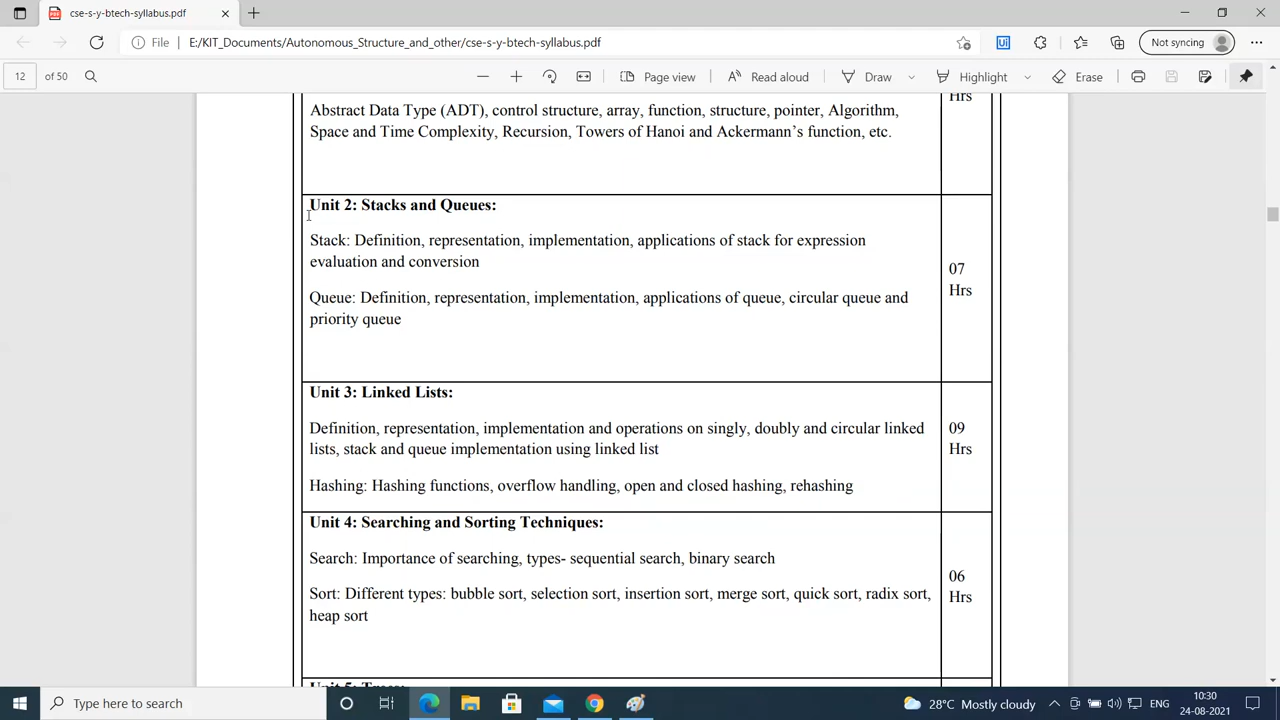 cse-s-y-btech-syllabus.pdf
File
E:/KIT_Documents/Autonomous_Structure_and_other/cse-s-y-btech-syllabus.pdf
Not syncing
12 of 50
Page view
Read aloud
Draw
Highlight
Erase
Hrs
Abstract Data Type (ADT), control structure, array, function, structure, pointer, Algorithm,
Space and Time Complexity, Recursion, Towers of Hanoi and Ackermann’s function, etc.
Unit 2: Stacks and Queues:
Stack: Definition, representation, implementation, applications of stack for expression
evaluation and conversion
Queue: Definition, representation, implementation, applications of queue, circular queue and
priority queue
07
Hrs
Unit 3: Linked Lists:
Definition, representation, implementation and operations on singly, doubly and circular linked
lists, stack and queue implementation using linked list
Hashing: Hashing functions, overflow handling, open and closed hashing, rehashing
09
Hrs
Unit 4: Searching and Sorting Techniques:
Search: Importance of searching, types- sequential search, binary search
Sort: Different types: bubble sort, selection sort, insertion sort, merge sort, quick sort, radix sort,
heap sort
06
Hrs
Unit 5: Trees:
Type here to search
28°C Mostly cloudy
ENG
10:30
24-08-2021